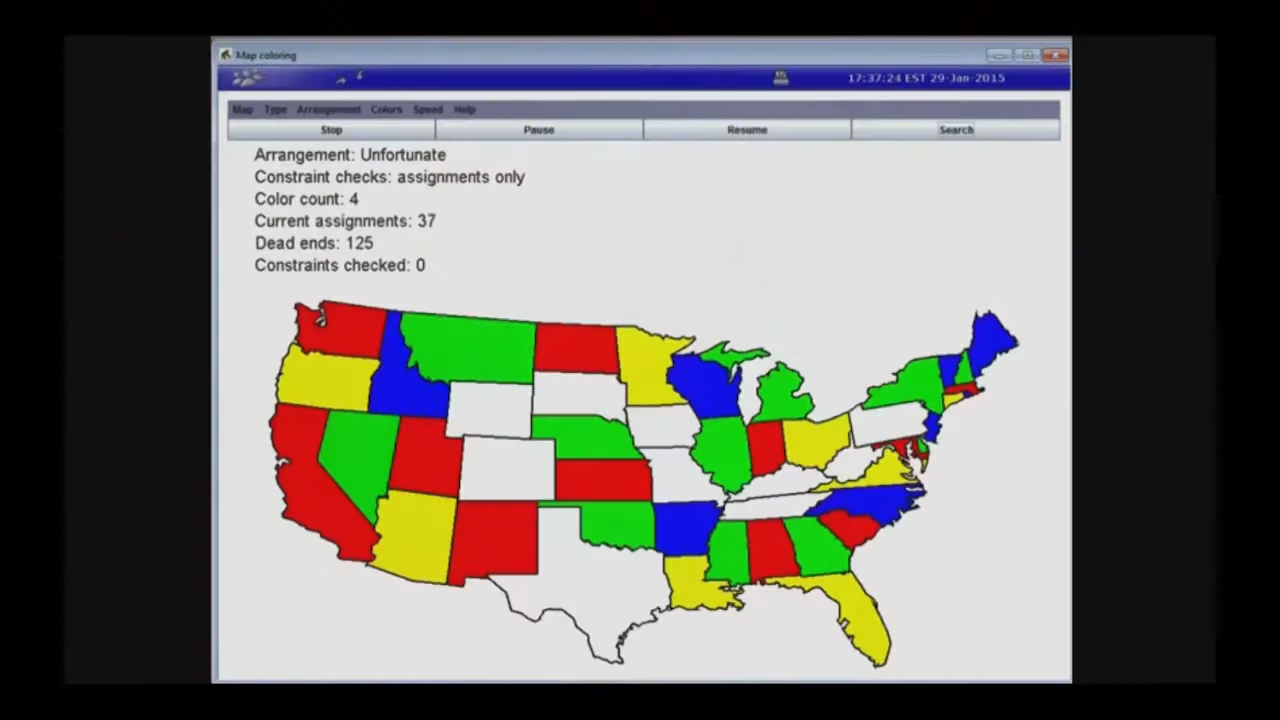 Map coloring
17:37:24 EST 29-Jan-2015
Map Type Arrangement Colors Speed Help
Stop Pause Resume Search
Arrangement: Unfortunate
Constraint checks: assignments only
Color count: 4
Current assignments: 37
Dead ends: 125
Constraints checked: 0